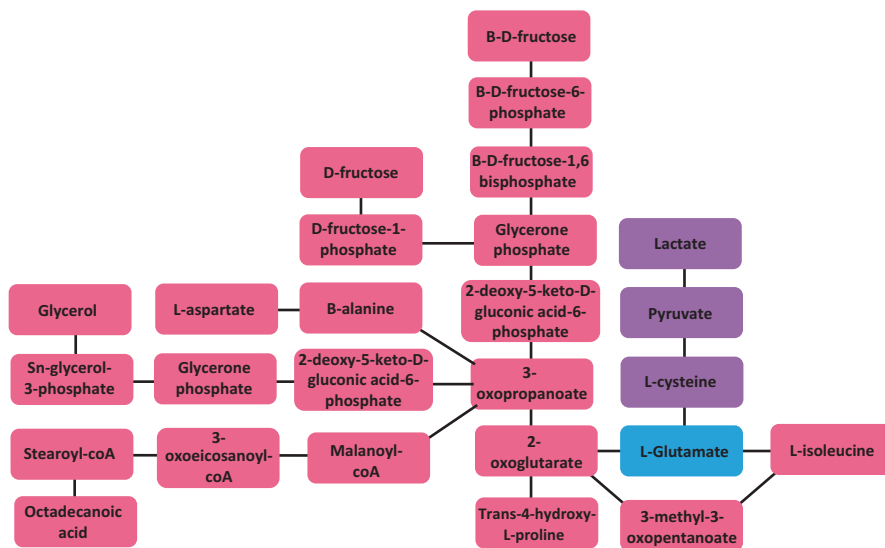 B-D-fructose
B-D-fructose-6-
phosphate
B-D-fructose-1,6
bisphosphate
D-fructose
D-fructose-1-
phosphate
Glycerone
phosphate
Lactate
2-deoxy-5-keto-D-
gluconic acid-6-
phosphate
Glycerol
L-aspartate
B-alanine
Pyruvate
Sn-glycerol-
3-phosphate
Glycerone
phosphate
2-deoxy-5-keto-D-
gluconic acid-6-
phosphate
3-
oxopropanoate
L-cysteine
Stearoyl-coA
3-
oxoeicosanoyl-
coA
Malanoyl-
coA
2-
oxoglutarate
L-Glutamate
L-isoleucine
Octadecanoic
acid
Trans-4-hydroxy-
L-proline
3-methyl-3-
oxopentanoate